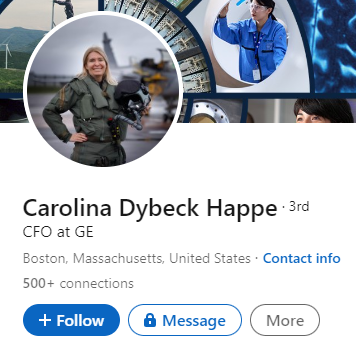 Carolina Dybeck Happe · 3rd
CFO at GE
Boston, Massachusetts, United States · Contact info
500+ connections
+ Follow
Message
More